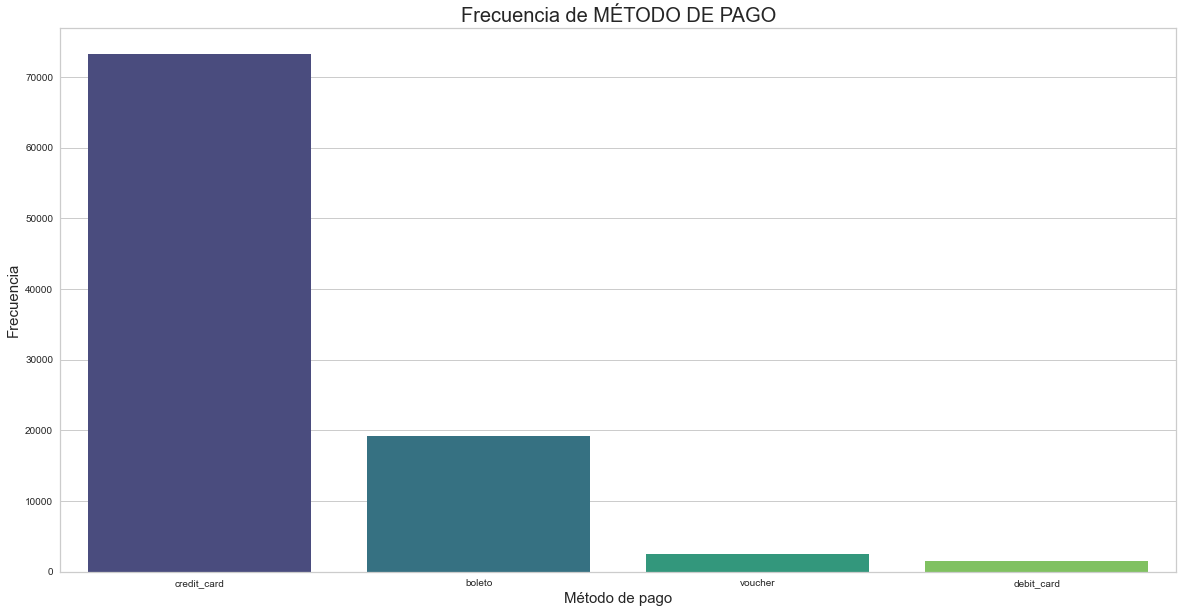 Frecuencia de MÉTODO DE PAGO
70000
60000
50000
40000
30000
20000
10000
0
Frecuencia
credit_card boleto voucher debit_card
Método de pago